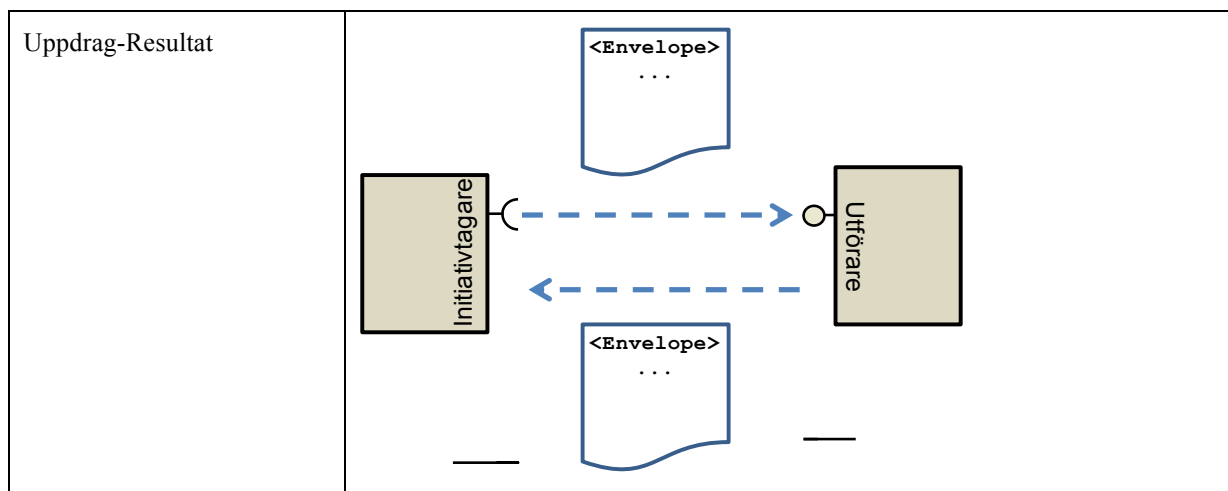 Uppdrag-Resultat
<Envelope>
...
Initiativtagare
Utförare
<Envelope>
...